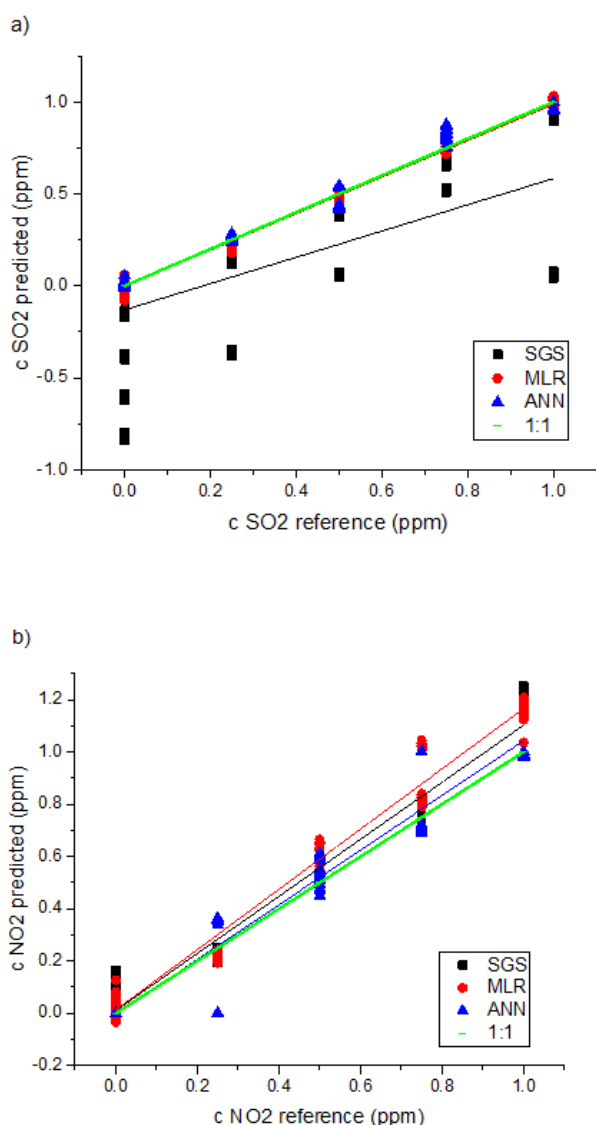 a)
1.0
0.5
0.0
-0.5
-1.0
c SO2 predicted (ppm)
SGS
MLR
ANN
1:1
0.0 0.2 0.4 0.6 0.8 1.0
c SO2 reference (ppm)
b)
1.2
1.0
0.8
0.6
0.4
0.2
0.0
-0.2
c NO2 predicted (ppm)
SGS
MLR
ANN
1:1
0.0 0.2 0.4 0.6 0.8 1.0
c NO2 reference (ppm)